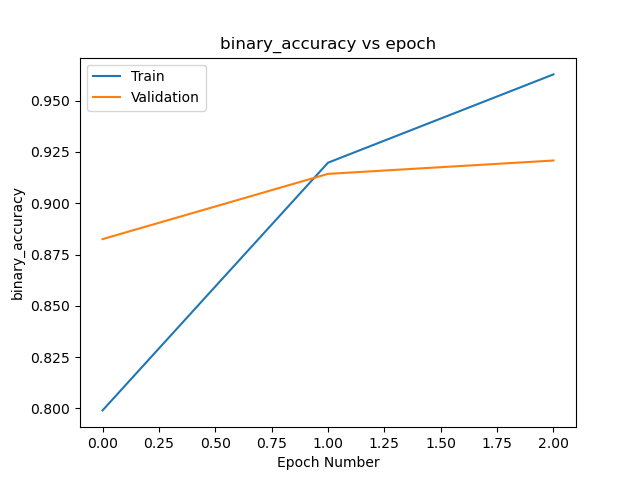 binary_accuracy vs epoch
Train
Validation
0.950
0.925
0.900
0.875
0.850
0.825
0.800
binary_accuracy
0.00 0.25 0.50 0.75 1.00 1.25 1.50 1.75 2.00
Epoch Number